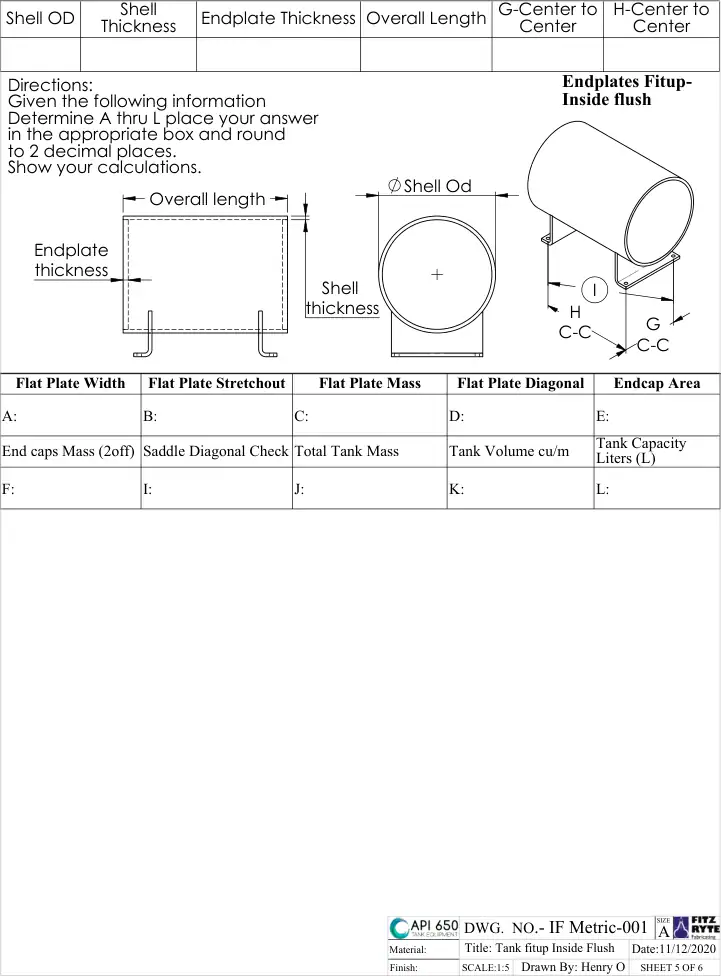 Shell OD
Shell
Thickness
Endplate Thickness
Overall Length
G-Center to
Center
H-Center to
Center
Directions:
Given the following information
Determine A thru L place your answer
in the appropriate box and round
to 2 decimal places.
Show your calculations.
Endplates Fitup-
Inside flush
Overall length
Endplate
thickness
Shell
thickness
∅ Shell Od
I
H
C-C
G
C-C
Flat Plate Width
Flat Plate Stretchout
Flat Plate Mass
Flat Plate Diagonal
Endcap Area
A:
B:
C:
D:
E:
End caps Mass (2off)
Saddle Diagonal Check
Total Tank Mass
Tank Volume cu/m
Tank Capacity
Liters (L)
F:
I:
J:
K:
L:
API 650
TANK EQUIPMENT
DWG. NO.- IF Metric-001
SIZE
A
FITZ
RYTE
Fabricating
Material:
Title: Tank fitup Inside Flush
Date:11/12/2020
Finish:
SCALE:1:5
Drawn By: Henry O
SHEET 5 OF 6